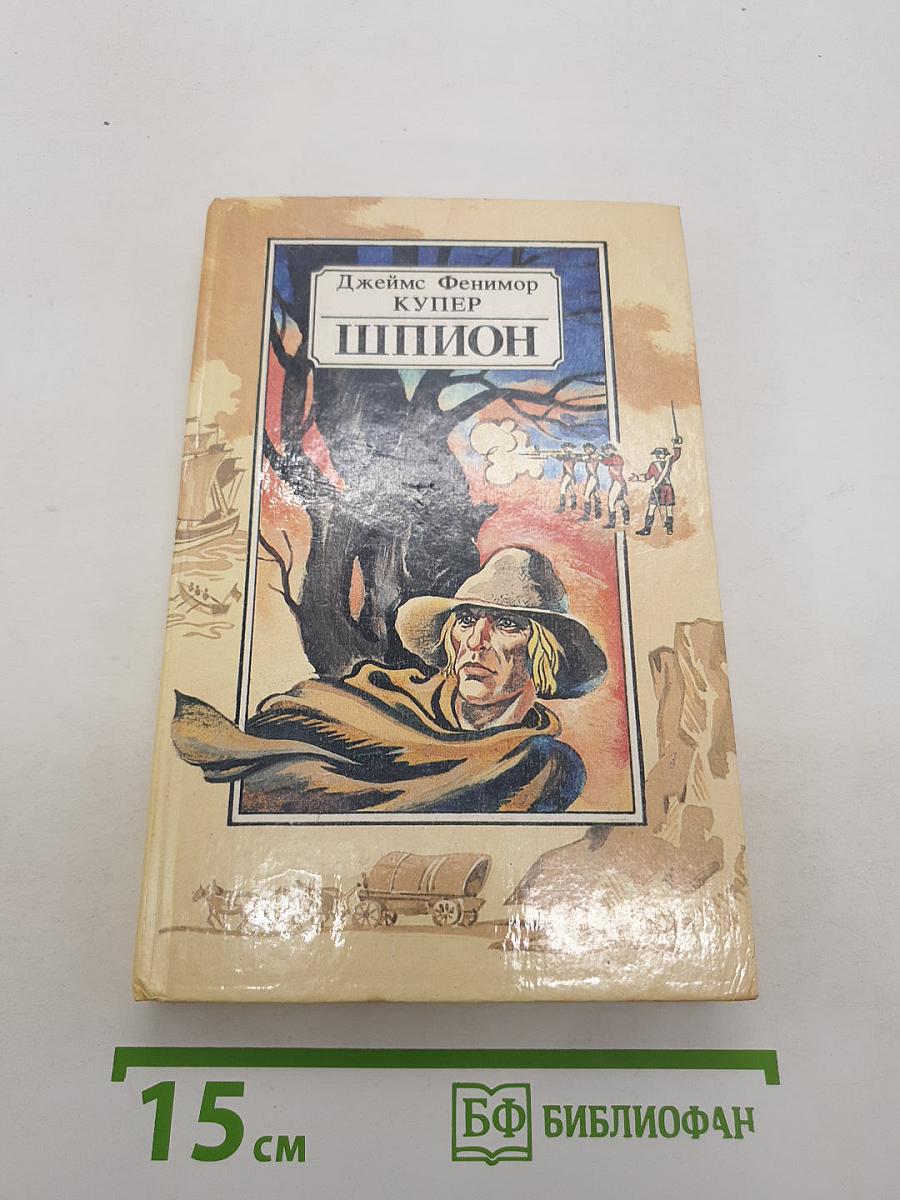 Джеймс Фенимор
КУПЕР
ШПИОН
15 см
БФ БИБЛИОФАН